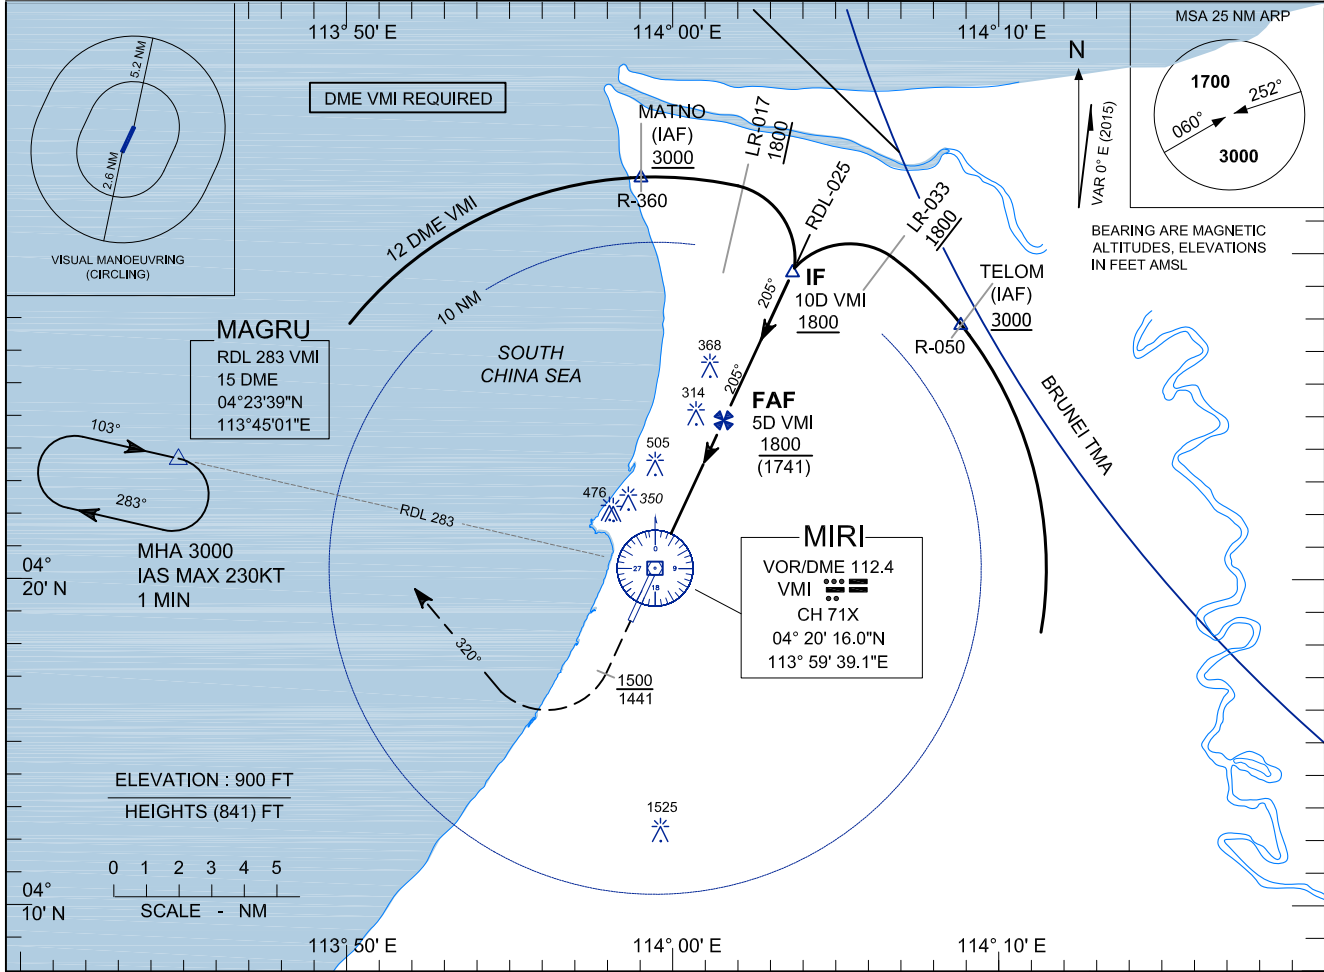 113° 50' E
114° 00' E
114° 10' E
MSA 25 NM ARP
1700
252°
060°
3000
N
VAR 0° E (2015)
BEARING ARE MAGNETIC
ALTITUDES, ELEVATIONS
IN FEET AMSL
5.2 NM
2.6 NM
VISUAL MANOEUVRING
(CIRCLING)
DME VMI REQUIRED
MATNO
(IAF)
3000
R-360
LR-017
1800
RDL-025
LR-033
1800
12 DME VMI
10 NM
TELOM
(IAF)
3000
R-050
IF
10D VMI
1800
205°
205°
BRUNEI TMA
MAGRU
RDL 283 VMI
15 DME
04°23'39"N
113°45'01"E
SOUTH
CHINA SEA
368
314
FAF
5D VMI
1800
(1741)
505
476
350
103°
283°
RDL 283
MHA 3000
IAS MAX 230KT
1 MIN
04°
20' N
0
27
9
18
MIRI
VOR/DME 112.4
VMI
CH 71X
04° 20' 16.0"N
113° 59' 39.1"E
320°
1500
1441
ELEVATION : 900 FT
HEIGHTS (841) FT
1525
0 1 2 3 4 5
SCALE - NM
04°
10' N
113° 50' E
114° 00' E
114° 10' E